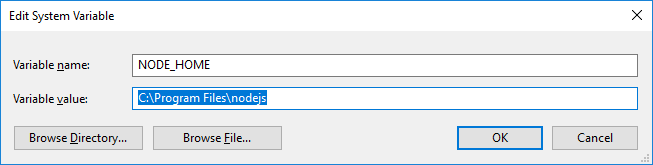 Edit System Variable
Variable name: NODE_HOME
Variable value: C:\Program Files\nodejs
Browse Directory... Browse File... OK Cancel